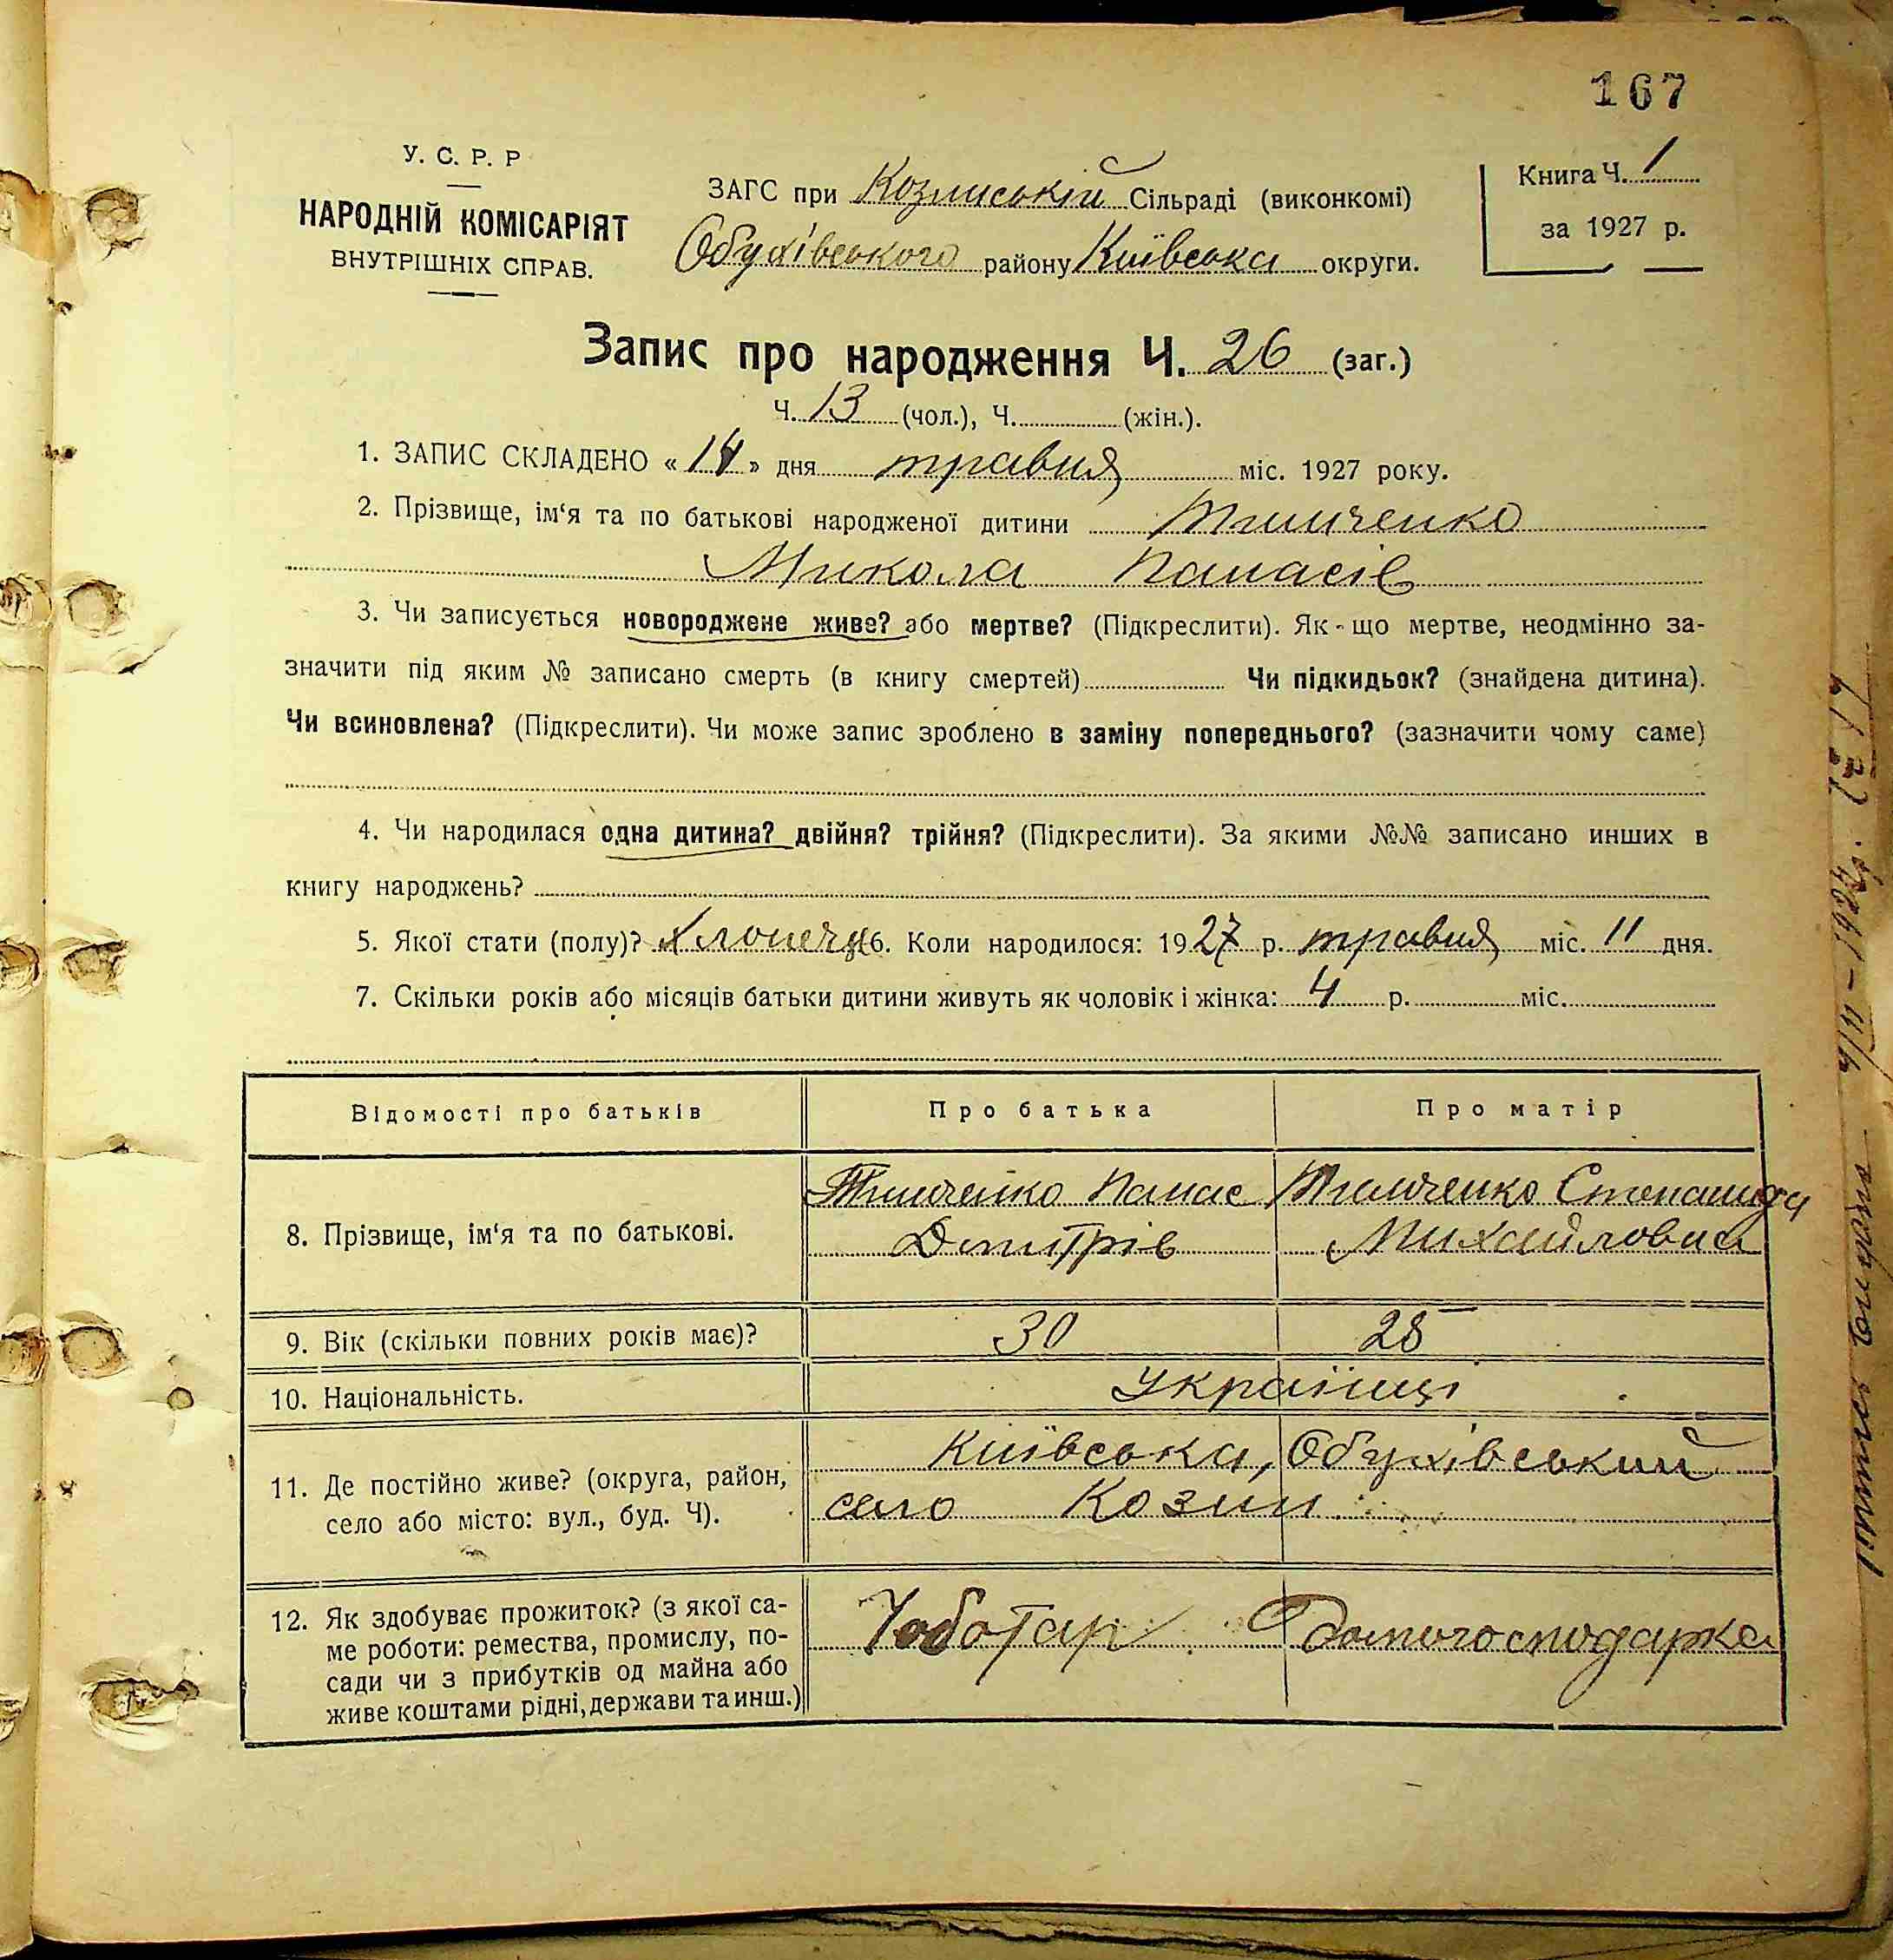 167
У. С. Р. Р
НАРОДНІЙ КОМІСАРІЯТ
ВНУТРІШНІХ СПРАВ.
ЗАГС при Козинській Сільраді (виконкомі)
Обухівського району Київська округи.
Книга Ч. 1
за 1927 р.
Запис про народження Ч. 26 (заг.)
Ч. 13 (чол.), Ч. (жін.).
1. ЗАПИС СКЛАДЕНО « 14 » дня травня міс. 1927 року.
2. Прізвище, ім‘я та по батькові народженої дитини Тимченко
Микола Панасів
3. Чи записується новороджене живе? або мертве? (Підкреслити). Як-що мертве, неодмінно за-
значити під яким № записано смерть (в книгу смертей) Чи підкидьок? (знайдена дитина).
Чи всиновлена? (Підкреслити). Чи може запис зроблено в заміну попереднього? (зазначити чому саме)
4. Чи народилася одна дитина? двійня? трійня? (Підкреслити). За якими №№ записано инших в
книгу народжень?
5. Якої стати (полу)? хлопець 6. Коли народилося: 1927 р. травня міс. 11 дня.
7. Скільки років або місяців батьки дитини живуть як чоловік і жінка: 4 р. міс.
Відомості про батьків Про батька Про матір
8. Прізвище, ім‘я та по батькові.
Тимченко Панас Тимченко Степанида
Дмитрів Михайловна
9. Вік (скільки повних років має)? 30 25
10. Національність. Українці
11. Де постійно живе? (округа, район,
село або місто: вул., буд. Ч).
Київська, Обухівський
село Козин
12. Як здобуває прожиток? (з якої са-
ме роботи: ремества, промислу, по-
сади чи з прибутків од майна або
живе коштами рідні, держави та инш.)
Чоботар Домогосподарка